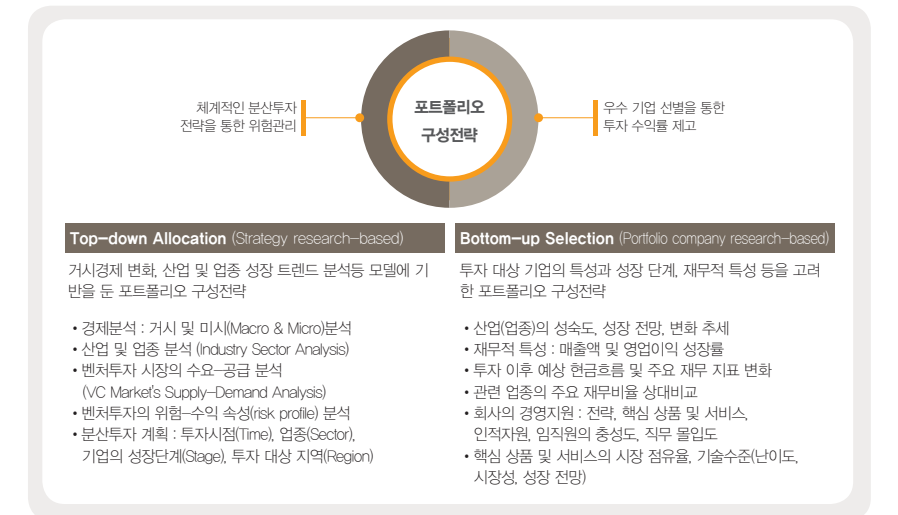 체계적인 분산투자
전략을 통한 위험관리
포트폴리오
구성전략
우수 기업 선별을 통한
투자 수익률 제고
Top-down Allocation (Strategy research-based)
거시경제 변화, 산업 및 업종 성장 트렌드 분석등 모델에 기
반을 둔 포트폴리오 구성전략
• 경제분석 : 거시 및 미시(Macro & Micro)분석
• 산업 및 업종 분석 (Industry Sector Analysis)
• 벤처투자 시장의 수요-공급 분석
(VC Market's Supply-Demand Analysis)
• 벤처투자의 위험-수익 속성(risk profile) 분석
• 분산투자 계획 : 투자시점(Time), 업종(Sector),
기업의 성장단계(Stage), 투자 대상 지역(Region)
Bottom-up Selection (Portfolio company research-based)
투자 대상 기업의 특성과 성장 단계, 재무적 특성 등을 고려
한 포트폴리오 구성전략
• 산업(업종)의 성숙도, 성장 전망, 변화 추세
• 재무적 특성 : 매출액 및 영업이익 성장률
• 투자 이후 예상 현금흐름 및 주요 재무 지표 변화
• 관련 업종의 주요 재무비율 상대비교
• 회사의 경영지원 : 전략, 핵심 상품 및 서비스,
인적자원, 임직원의 충성도, 직무 몰입도
• 핵심 상품 및 서비스의 시장 점유율, 기술수준(난이도,
시장성, 성장 전망)